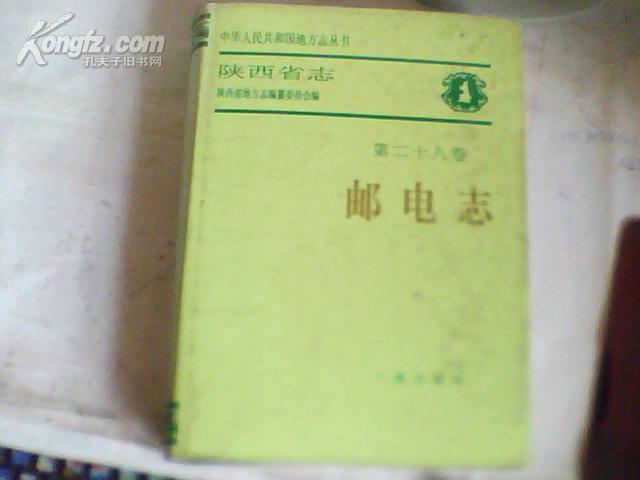 Kongfz.com
孔夫子旧书网
中华人民共和国地方志丛书
陕西省志
陕西省地方志编纂委员会编
第二十八卷
邮电志